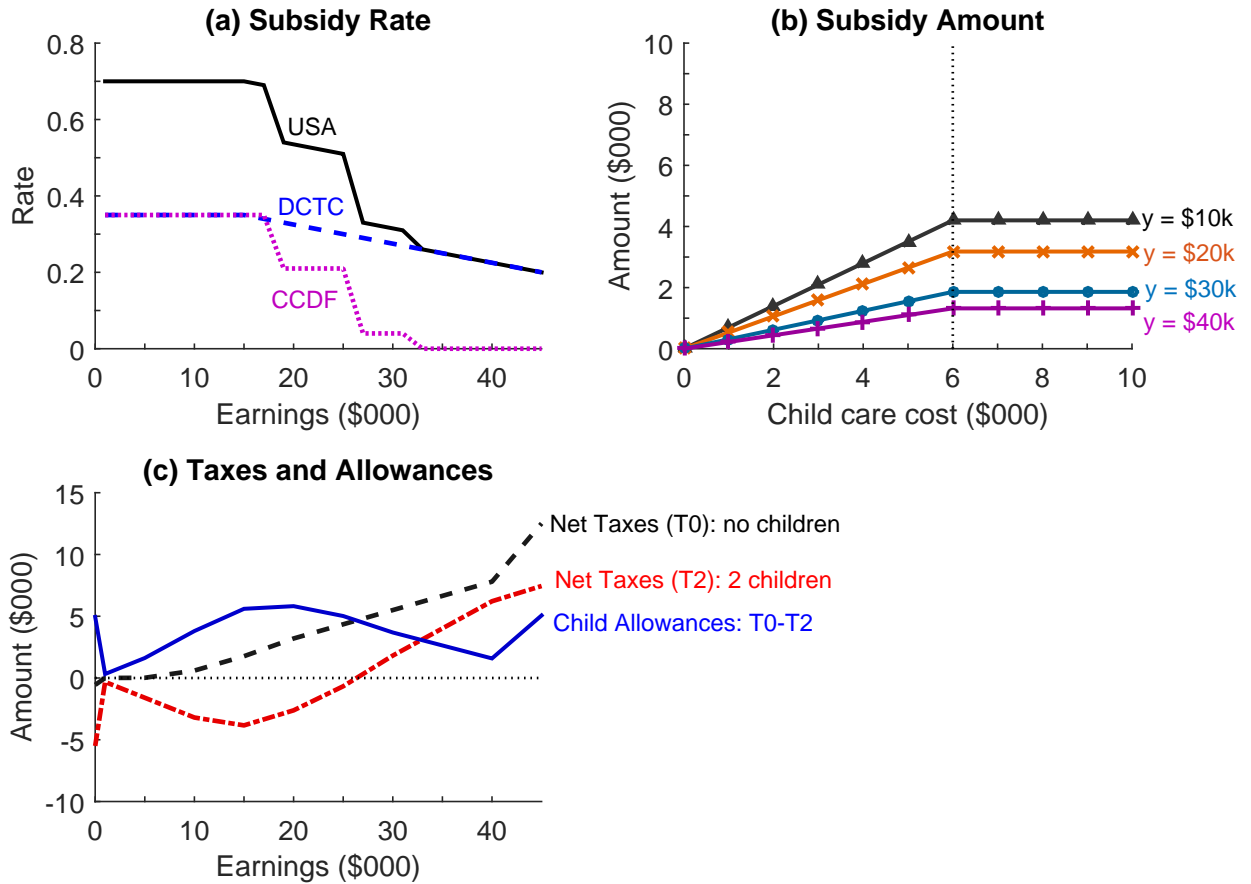 (a) Subsidy Rate
0.8
0.6
0.4
0.2
0
Rate
USA
DCTC
CCDF
0 10 20 30 40
Earnings ($000)
(b) Subsidy Amount
10
8
6
4
2
0
Amount ($000)
y = $10k
y = $20k
y = $30k
y = $40k
0 2 4 6 8 10
Child care cost ($000)
(c) Taxes and Allowances
15
10
5
0
-5
-10
Amount ($000)
Net Taxes (T0): no children
Net Taxes (T2): 2 children
Child Allowances: T0-T2
0 10 20 30 40
Earnings ($000)